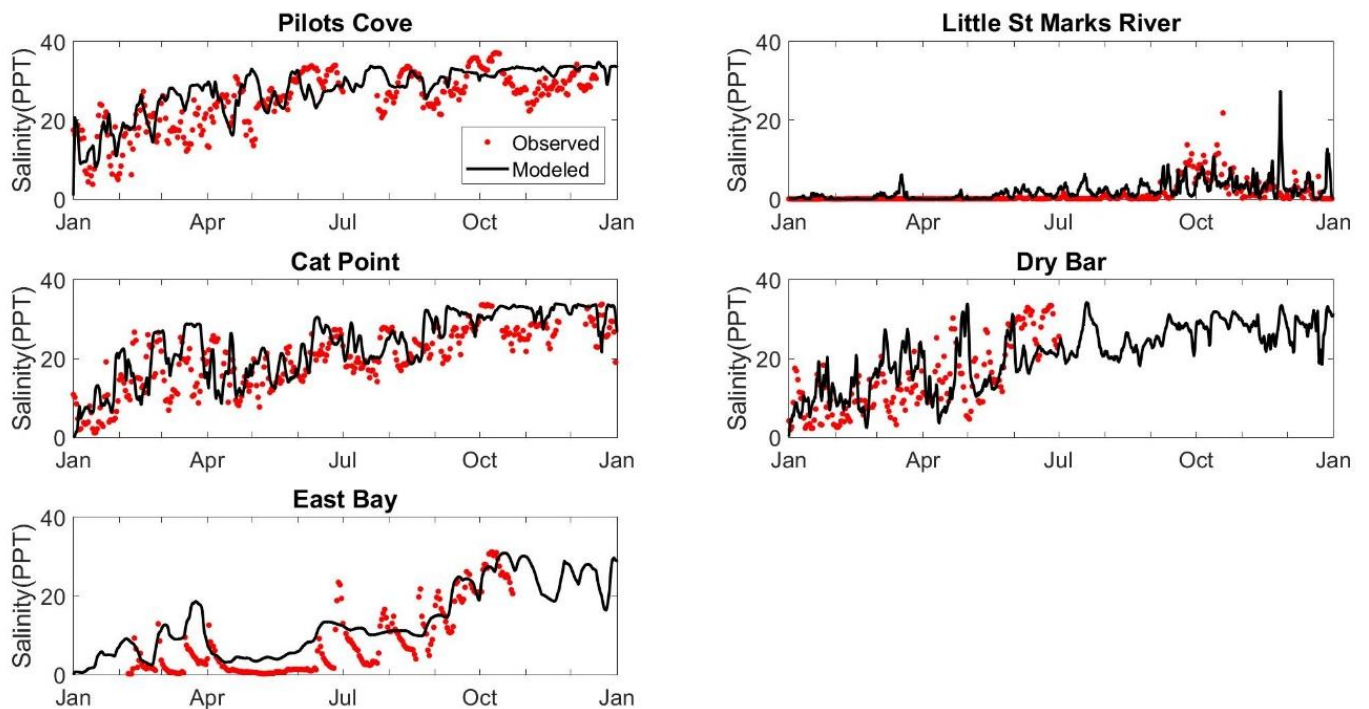 Pilots Cove
Salinity(PPT)
40
20
0
Observed
Modeled
Jan Apr Jul Oct Jan
Little St Marks River
Salinity(PPT)
40
20
0
Jan Apr Jul Oct Jan
Cat Point
Salinity(PPT)
40
20
0
Jan Apr Jul Oct Jan
Dry Bar
Salinity(PPT)
40
20
0
Jan Apr Jul Oct Jan
East Bay
Salinity(PPT)
40
20
0
Jan Apr Jul Oct Jan